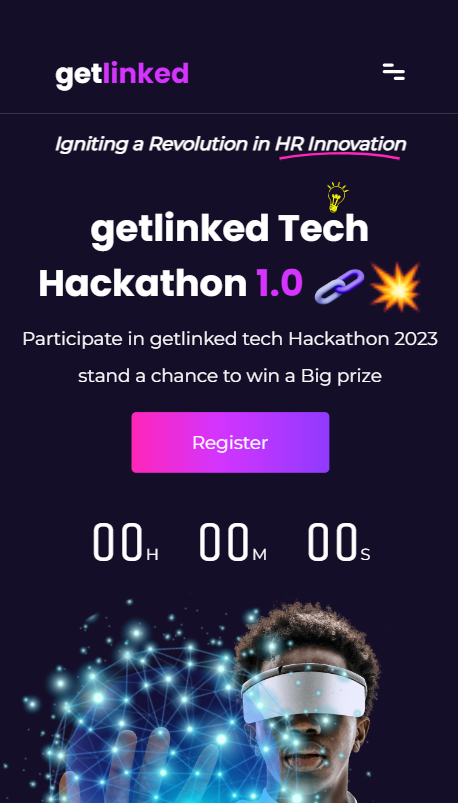 getlinked
Igniting a Revolution in HR Innovation
getlinked Tech
Hackathon 1.0
Participate in getlinked tech Hackathon 2023
stand a chance to win a Big prize
Register
00H 00M 00S